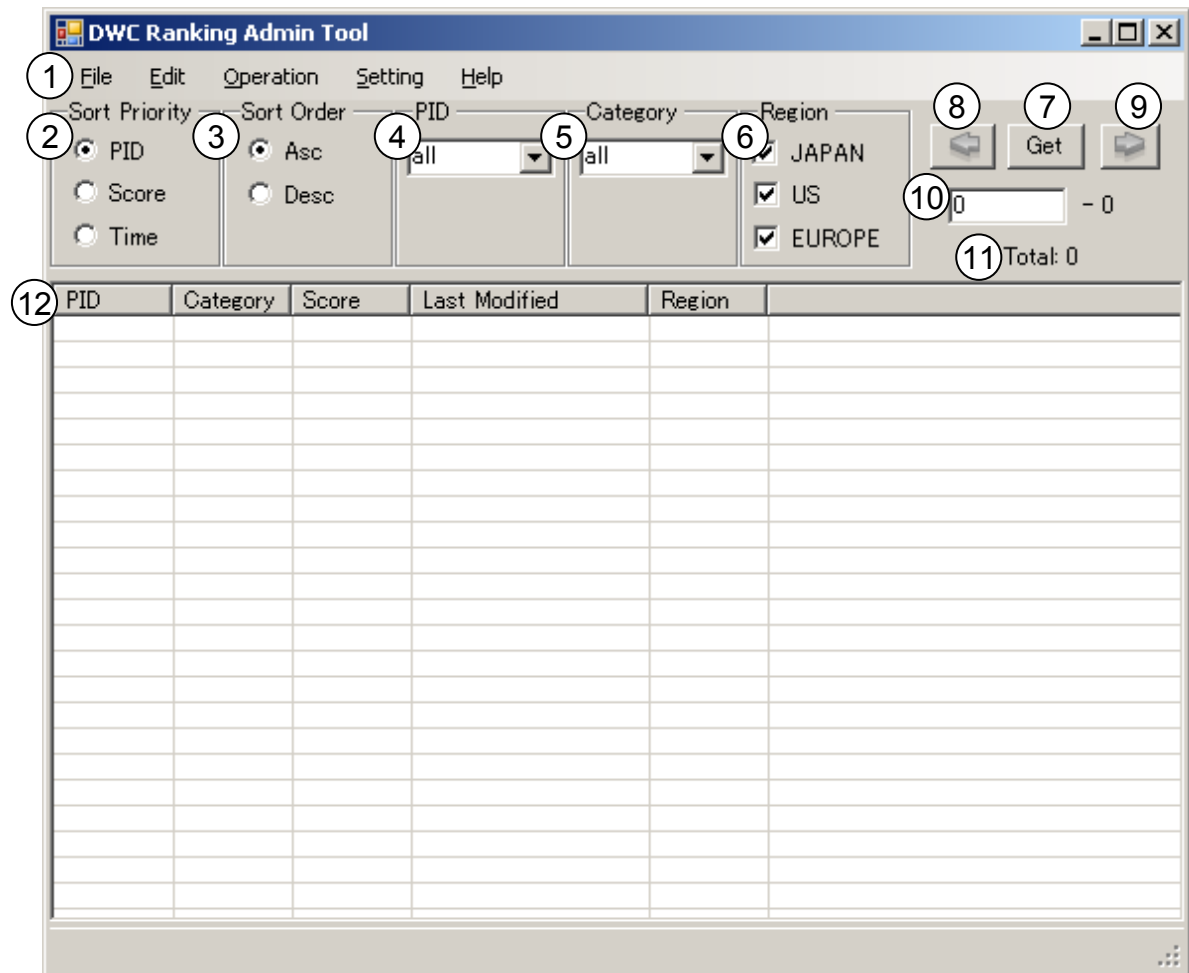 DWC Ranking Admin Tool
1 File Edit Operation Setting Help
Sort Priority Sort Order PID Category Region 8 7 9
2 PID 3 Asc 4 all 5 all 6 JAPAN Get
Score Desc US 10 0 - 0
Time EUROPE 11 Total: 0
12 PID Category Score Last Modified Region